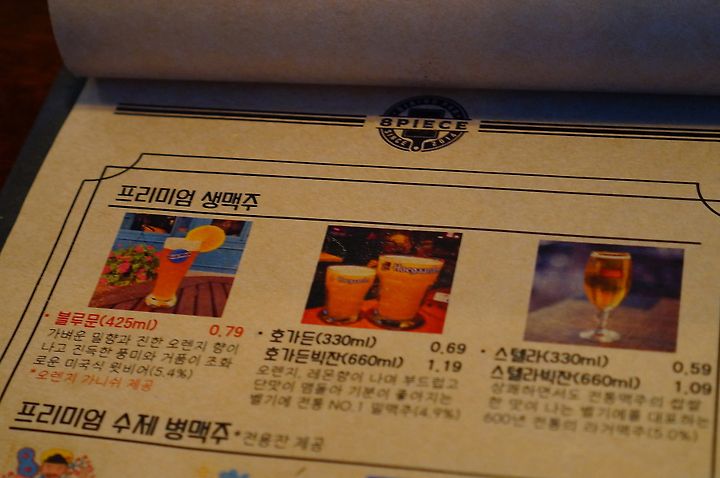 8PIECE
SINCE 2014
프리미엄 생맥주
· 블루문(425ml) 0.79
가벼운 밀향과 진한 오렌지 향이
나고 진득한 풍미와 거품이 조화
로운 미국식 윗비어(5.4%)
*오렌지 가니쉬 제공
· 호가든(330ml) 0.69
호가든빅잔(660ml) 1.19
오렌지, 레몬향이 나며 부드럽고
단맛이 맴돌아 기분이 좋아지는
벨기에 전통 NO.1 밀맥주(4.9%)
· 스텔라(330ml) 0.59
스텔라빅잔(660ml) 1.09
상쾌하면서도 전통맥주의 쌉쌀
한 맛이 나는 벨기에를 대표하는
600년 전통의 라거맥주(5.0%)
프리미엄 수제 병맥주 *전용잔 제공